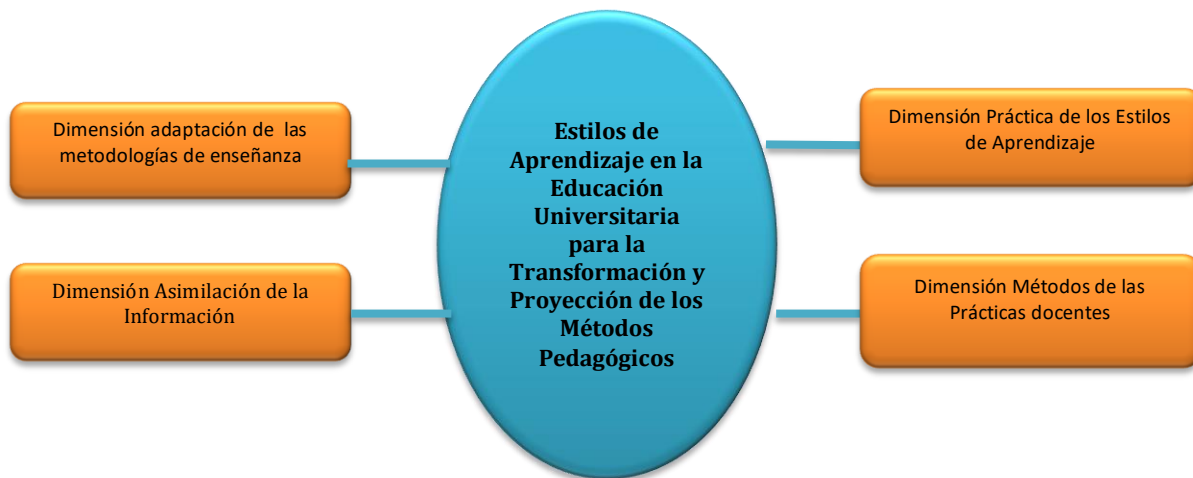 Dimensión adaptación de las
metodologías de enseñanza
Dimensión Asimilación de la
Información
Estilos de
Aprendizaje en la
Educación
Universitaria
para la
Transformación y
Proyección de los
Métodos
Pedagógicos
Dimensión Práctica de los Estilos
de Aprendizaje
Dimensión Métodos de las
Prácticas docentes